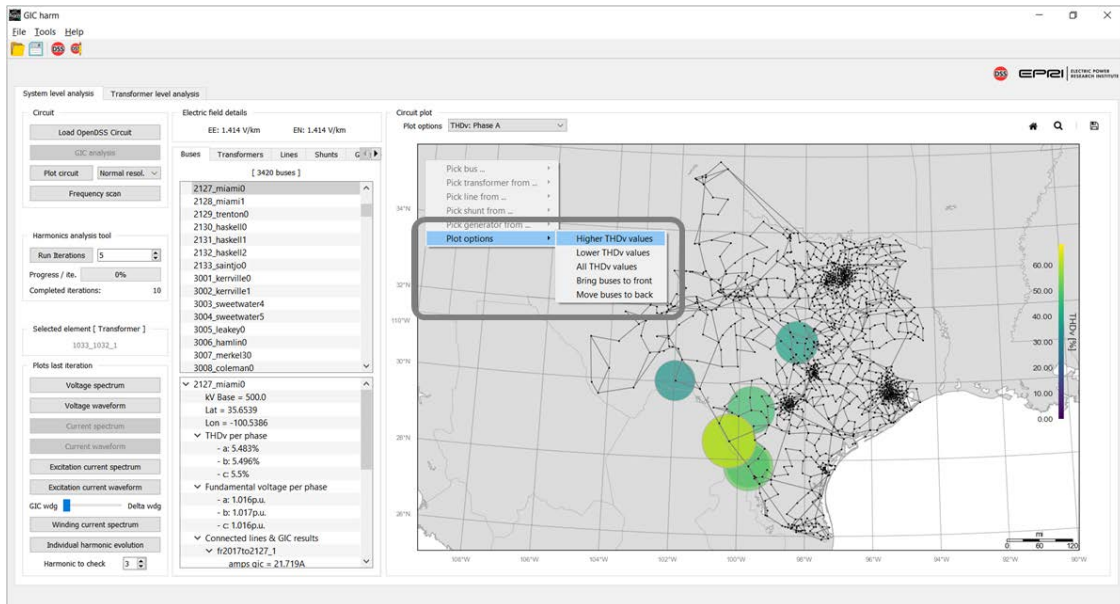 GIC harm
File Tools Help
DSS
DSS EPRI ELECTRIC POWER RESEARCH INSTITUTE
System level analysis Transformer level analysis
Circuit
Load OpenDSS Circuit
GIC analysis
Plot circuit Normal resol.
Frequency scan
Harmonics analysis tool
Run Iterations 5
Progress / ite. 0%
Completed iterations: 10
Selected element [ Transformer ]
1033_1032_1
Plots last iteration
Voltage spectrum
Voltage waveform
Current spectrum
Current waveform
Excitation current spectrum
Excitation current waveform
GIC wdg Delta wdg
Winding current spectrum
Individual harmonic evolution
Harmonic to check 3
Electric field details
EE: 1.414 V/km EN: 1.414 V/km
Buses Transformers Lines Shunts G
[ 3420 buses ]
2127_miami0
2128_miami1
2129_trenton0
2130_haskell0
2131_haskell1
2132_haskell2
2133_saintjo0
3001_kerrville0
3002_kerrville1
3003_sweetwater4
3004_sweetwater5
3005_leakey0
3006_hamlin0
3007_merkel30
3008_coleman0
2127_miami0
kV Base = 500.0
Lat = 35.6539
Lon = -100.5386
THDv per phase
- a: 5.483%
- b: 5.496%
- c: 5.5%
Fundamental voltage per phase
- a: 1.016p.u.
- b: 1.017p.u.
- c: 1.016p.u.
Connected lines & GIC results
fr2017to2127_1
amps gic = 21.719A
Circuit plot
Plot options THDv: Phase A
Pick bus ...
Pick transformer from ...
Pick line from ...
Pick shunt from ...
Pick generator from ...
Plot options
Higher THDv values
Lower THDv values
All THDv values
Bring buses to front
Move buses to back
34°N
32°N
110°W
30°N
28°N
26°N
108°W 106°W 104°W 102°W 100°W 98°W 96°W 94°W 92°W 90°W
60.00
50.00
40.00
30.00
20.00
10.00
0.00
THDv [%]
mi
0 60 120